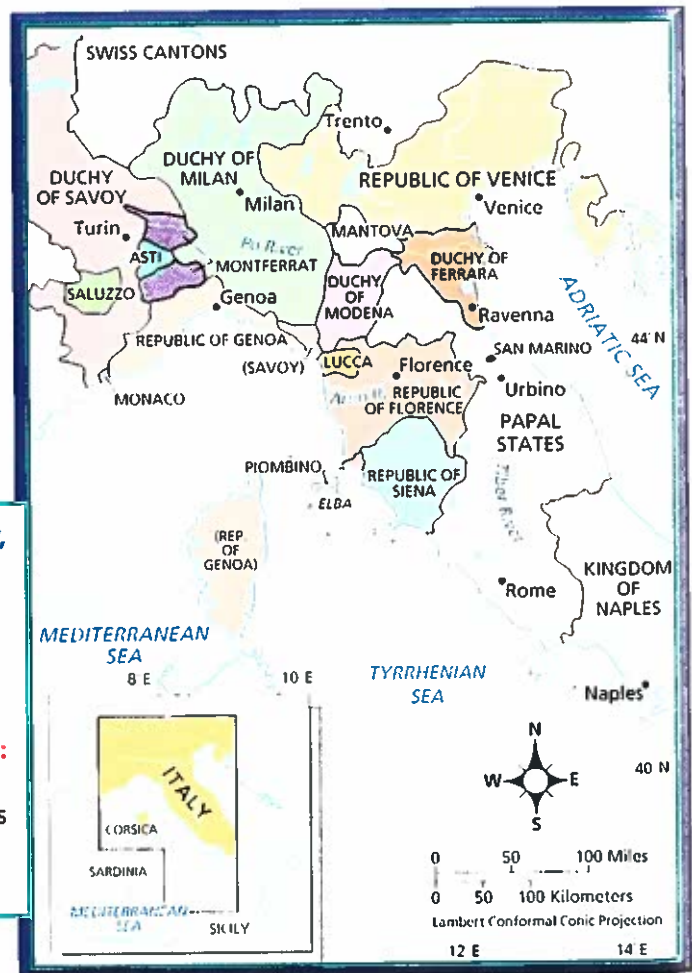 SWISS CANTONS
Trento
DUCHY OF
MILAN
Milan
DUCHY
OF SAVOY
REPUBLIC OF VENICE
Venice
Turin
MANTOVA
Po River
ASTI
MONTFERRAT
DUCHY OF
FERRARA
SALUZZO
DUCHY
OF
MODENA
Genoa
Ravenna
ADRIATIC SEA
REPUBLIC OF GENOA
44 N
(SAVOY)
LUCCA
Florence
SAN MARINO
MONACO
REPUBLIC
OF FLORENCE
Urbino
PAPAL
STATES
PIOMBINO
REPUBLIC OF
SIENA
Tiber River
ELBA
(REP.
OF
GENOA)
Rome
KINGDOM
OF
NAPLES
MEDITERRANEAN
SEA
8 E
10 E
TYRRHENIAN
SEA
Naples
N
W
E
S
40 N
ITALY
CORSICA
SARDINIA
MEDITERRANEAN
SEA
SICILY
0 50 100 Miles
0 50 100 Kilometers
Lambert Conformal Conic Projection
12 E
14 E